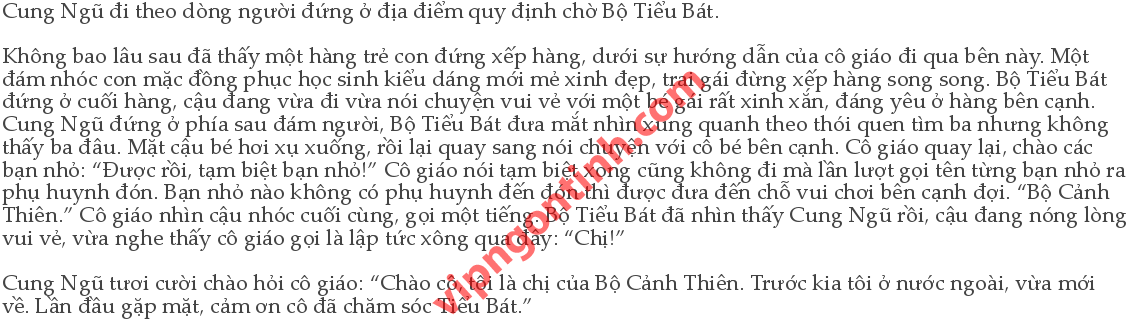 Cung Ngũ đi theo dòng người đứng ở địa điểm quy định chờ Bộ Tiểu Bát.
Không bao lâu sau đã thấy một hàng trẻ con đứng xếp hàng, dưới sự hướng dẫn của cô giáo đi qua bên này. Một
đám nhóc con mặc đồng phục học sinh kiểu dáng mới mẻ xinh đẹp, trai gái đừng xếp hàng song song. Bộ Tiểu Bát
đứng ở cuối hàng, cậu đang vừa đi vừa nói chuyện vui vẻ với một bé gái rất xinh xắn, đáng yêu ở hàng bên cạnh.
Cung Ngũ đứng ở phía sau đám người, Bộ Tiểu Bát đưa mắt nhìn xung quanh theo thói quen tìm ba nhưng không
thấy ba đâu. Mặt cậu bé hơi xụ xuống, rồi lại quay sang nói chuyện với cô bé bên cạnh. Cô giáo quay lại, chào các
bạn nhỏ: “Được rồi, tạm biệt bạn nhỏ!” Cô giáo nói tạm biệt xong cũng không đi mà lần lượt gọi tên từng bạn nhỏ ra
phụ huynh đón. Bạn nhỏ nào không có phụ huynh đến đón thì được đưa đến chỗ vui chơi bên cạnh đợi. “Bộ Cảnh
Thiên.” Cô giáo nhìn cậu nhóc cuối cùng, gọi một tiếng. Bộ Tiểu Bát đã nhìn thấy Cung Ngũ rồi, cậu đang nóng lòng
vui vẻ, vừa nghe thấy cô giáo gọi là lập tức xông qua đây: “Chị!”
Cung Ngũ tươi cười chào hỏi cô giáo: “Chào cô, tôi là chị của Bộ Cảnh Thiên. Trước kia tôi ở nước ngoài, vừa mới
về. Lần đầu gặp mặt, cảm ơn cô đã chăm sóc Tiểu Bát.”
vipngontinh.com